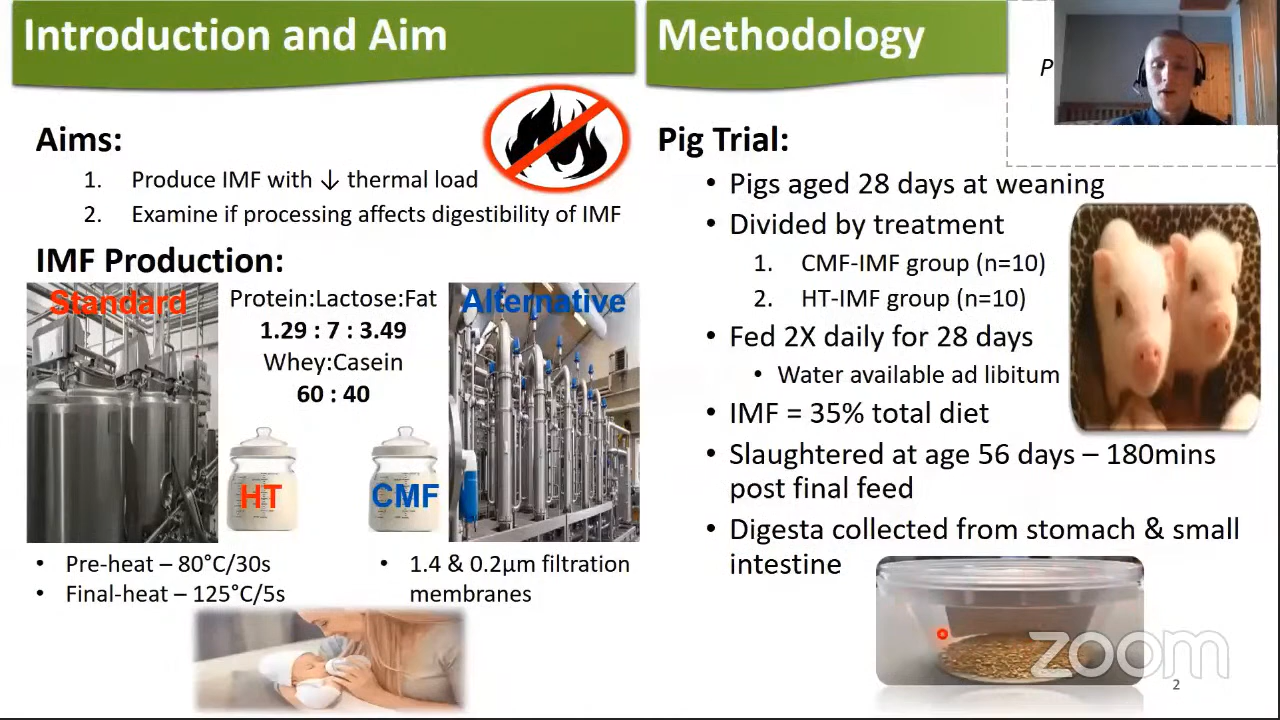 Introduction and Aim
Aims:
1. Produce IMF with ↓ thermal load
2. Examine if processing affects digestibility of IMF
IMF Production:
Standard
Protein:Lactose:Fat
1.29 : 7 : 3.49
Whey:Casein
60 : 40
Alternative
HT
CMF
• Pre-heat – 80°C/30s
• Final-heat – 125°C/5s
• 1.4 & 0.2µm filtration
membranes
Methodology
P
Pig Trial:
• Pigs aged 28 days at weaning
• Divided by treatment
1. CMF-IMF group (n=10)
2. HT-IMF group (n=10)
• Fed 2X daily for 28 days
• Water available ad libitum
• IMF = 35% total diet
• Slaughtered at age 56 days – 180mins
post final feed
• Digesta collected from stomach & small
intestine
zoom
2